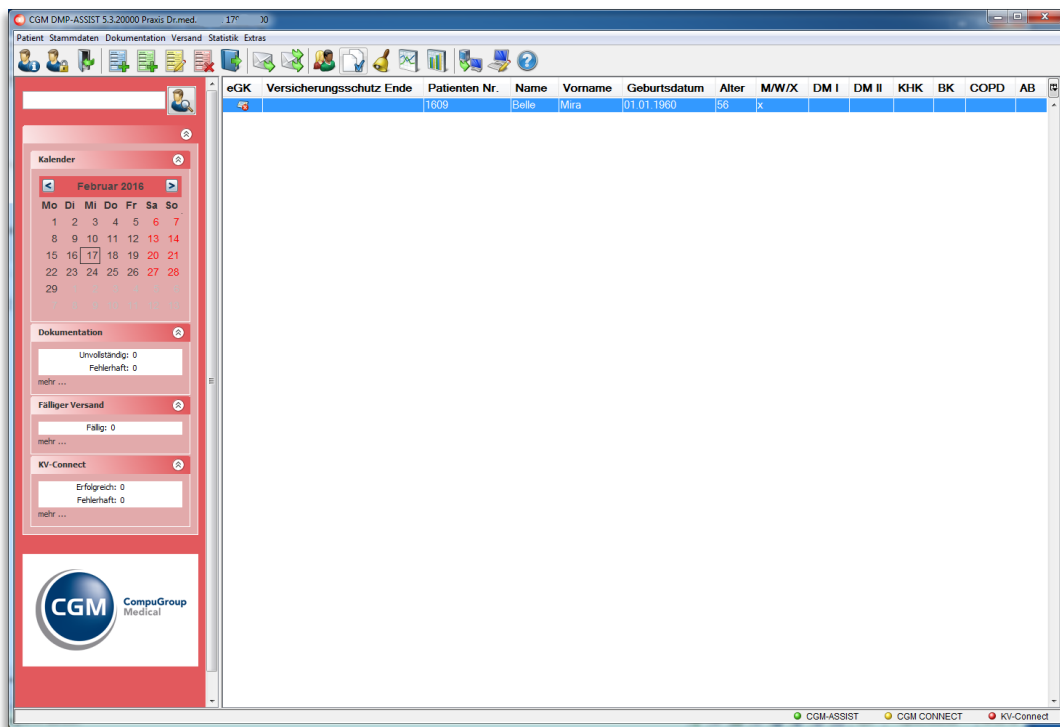 CGM DMP-ASSIST 5.3.20000 Praxis Dr.med.
Patient Stammdaten Dokumentation Versand Statistik Extras
eGK Versicherungsschutz Ende Patienten Nr. Name Vorname Geburtsdatum Alter M/W/X DM I DM II KHK BK COPD AB
1609 Belle Mira 01.01.1960 56 x
Kalender
Februar 2016
Mo Di Mi Do Fr Sa So
1 2 3 4 5 6 7
8 9 10 11 12 13 14
15 16 17 18 19 20 21
22 23 24 25 26 27 28
29
Dokumentation
Unvollständig: 0
Fehlerhaft: 0
mehr ...
Fälliger Versand
Fällig: 0
mehr ...
KV-Connect
Erfolgreich: 0
Fehlerhaft: 0
mehr ...
CGM CompuGroup
Medical
CGM-ASSIST CGM CONNECT KV-Connect